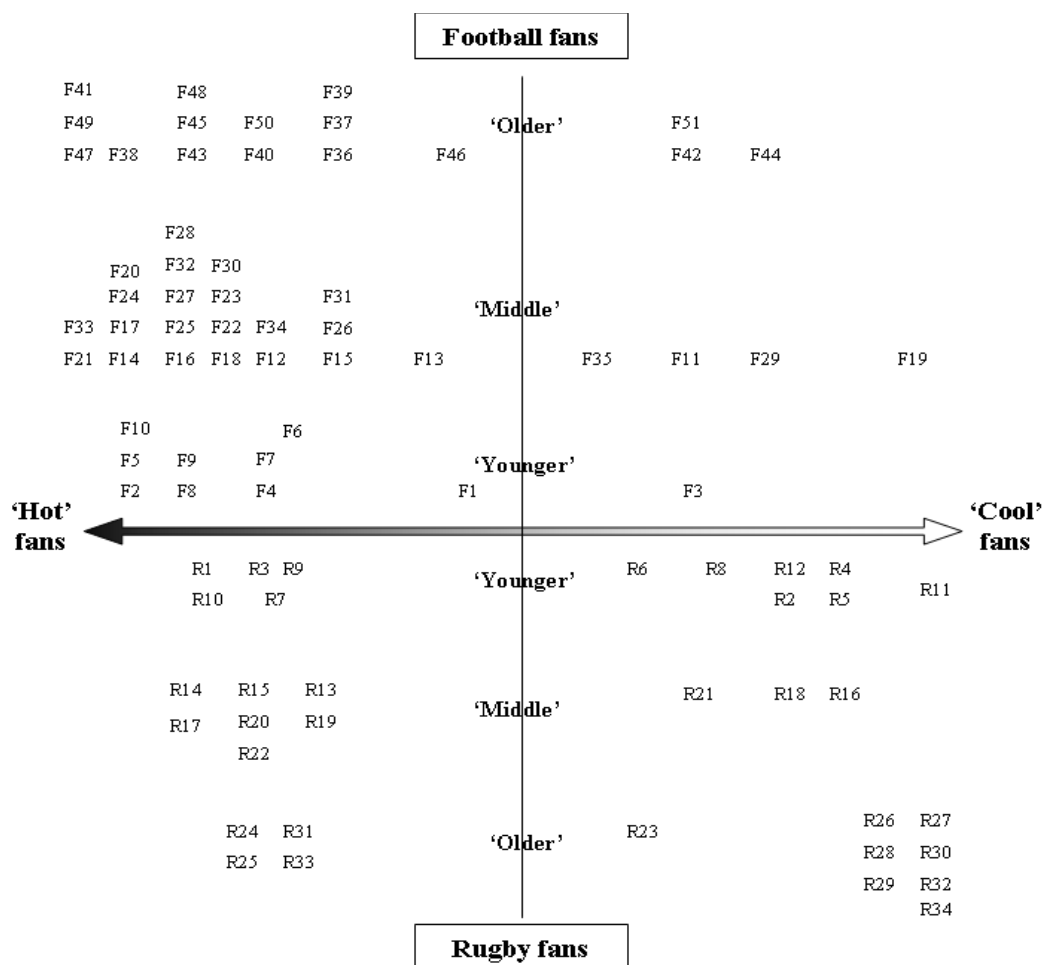 Football fans
F41 F48 F39
F49 F45 F50 F37 ‘Older’ F51
F47 F38 F43 F40 F36 F46 F42 F44
F28
F20 F32 F30
F24 F27 F23 F31 ‘Middle’
F33 F17 F25 F22 F34 F26
F21 F14 F16 F18 F12 F15 F13 F35 F11 F29 F19
F10 F6
F5 F9 F7 ‘Younger’
F2 F8 F4 F1 F3
‘Hot’ ‘Cool’
fans fans
R1 R3 R9 ‘Younger’ R6 R8 R12 R4
R10 R7 R2 R5 R11
R14 R15 R13 R21 R18 R16
R17 R20 R19 ‘Middle’
R22
R24 R31 ‘Older’ R23 R26 R27
R25 R33 R28 R30
R29 R32
R34
Rugby fans